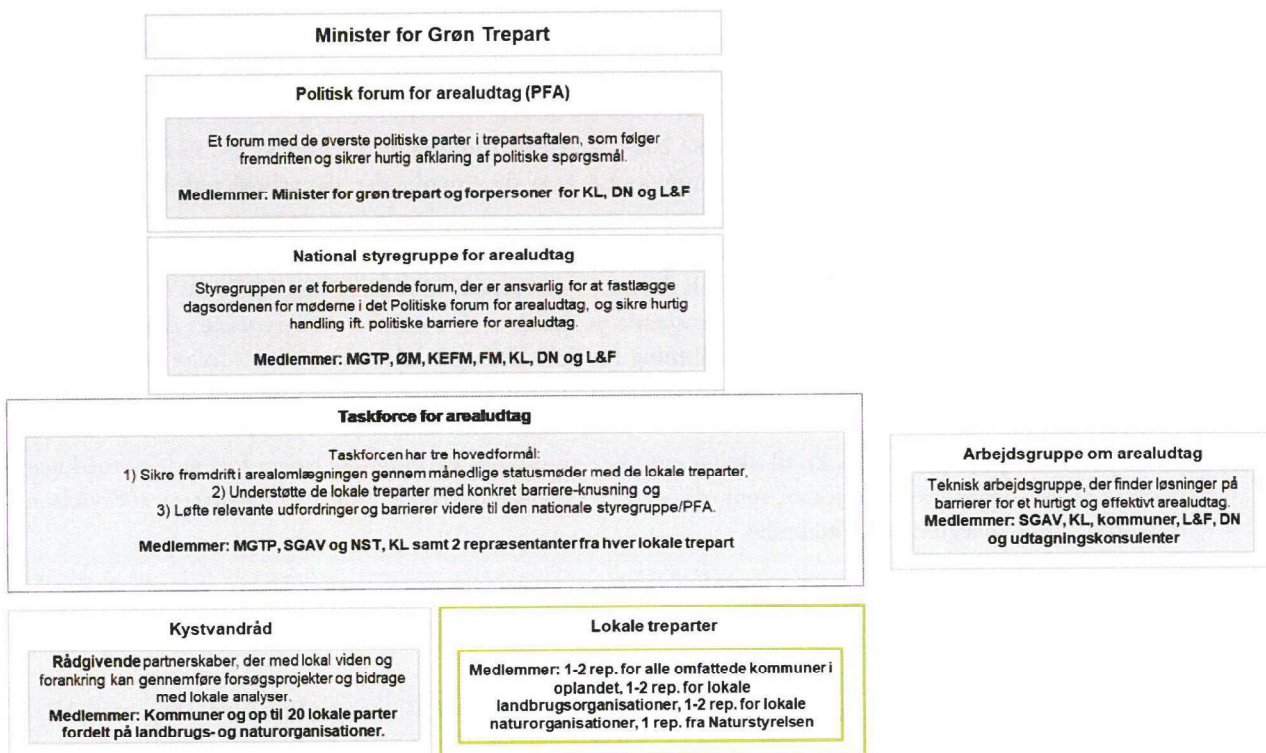 Minister for Grøn Trepart
Politisk forum for arealudtag (PFA)
Et forum med de øverste politiske parter i trepartsaftalen, som følger
fremdriften og sikrer hurtig afklaring af politiske spørgsmål.
Medlemmer: Minister for grøn trepart og forpersoner for KL, DN og L&F
National styregruppe for arealudtag
Styregruppen er et forberedende forum, der er ansvarlig for at fastlægge
dagsordenen for møderne i det Politiske forum for arealudtag, og sikre hurtig
handling ift. politiske barriere for arealudtag.
Medlemmer: MGTP, ØM, KEFM, FM, KL, DN og L&F
Taskforce for arealudtag
Taskforcen har tre hovedformål:
1) Sikre fremdrift i arealomlægningen gennem månedlige statusmøder med de lokale treparter,
2) Understøtte de lokale treparter med konkret barriere-knusning og
3) Løfte relevante udfordringer og barrierer videre til den nationale styregruppe/PFA.
Medlemmer: MGTP, SGAV og NST, KL samt 2 repræsentanter fra hver lokale trepart
Arbejdsgruppe om arealudtag
Teknisk arbejdsgruppe, der finder løsninger på
barrierer for et hurtigt og effektivt arealudtag.
Medlemmer: SGAV, KL, kommuner, L&F, DN
og udtagningskonsulenter
Kystvandråd
Rådgivende partnerskaber, der med lokal viden og
forankring kan gennemføre forsøgsprojekter og bidrage
med lokale analyser.
Medlemmer: Kommuner og op til 20 lokale parter
fordelt på landbrugs- og naturorganisationer.
Lokale treparter
Medlemmer: 1-2 rep. for alle omfattede kommuner i
oplandet, 1-2 rep. for lokale
landbrugsorganisationer, 1-2 rep. for lokale
naturorganisationer, 1 rep. fra Naturstyrelsen